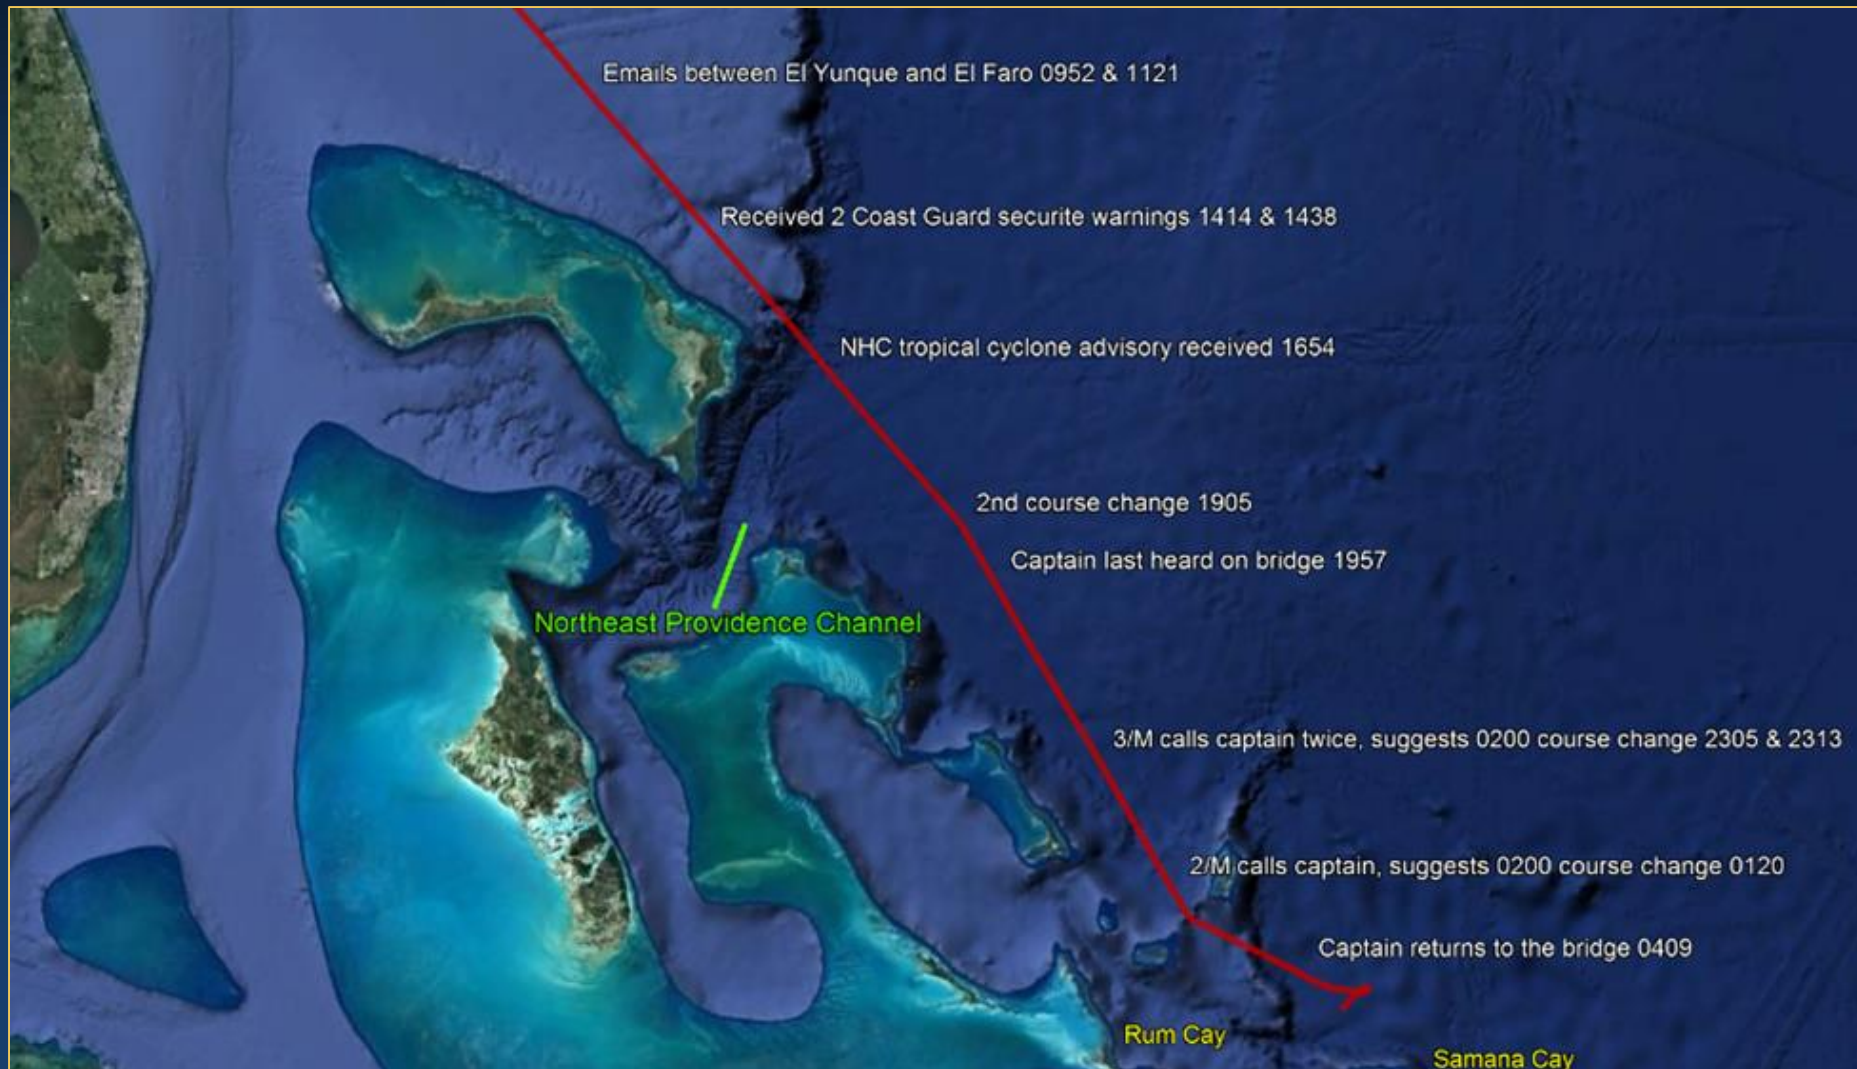 Emails between El Yunque and El Faro 0952 & 1121
Received 2 Coast Guard securite warnings 1414 & 1438
NHC tropical cyclone advisory received 1654
2nd course change 1905
Captain last heard on bridge 1957
Northeast Providence Channel
3/M calls captain twice, suggests 0200 course change 2305 & 2313
2/M calls captain, suggests 0200 course change 0120
Captain returns to the bridge 0409
Rum Cay
Samana Cay